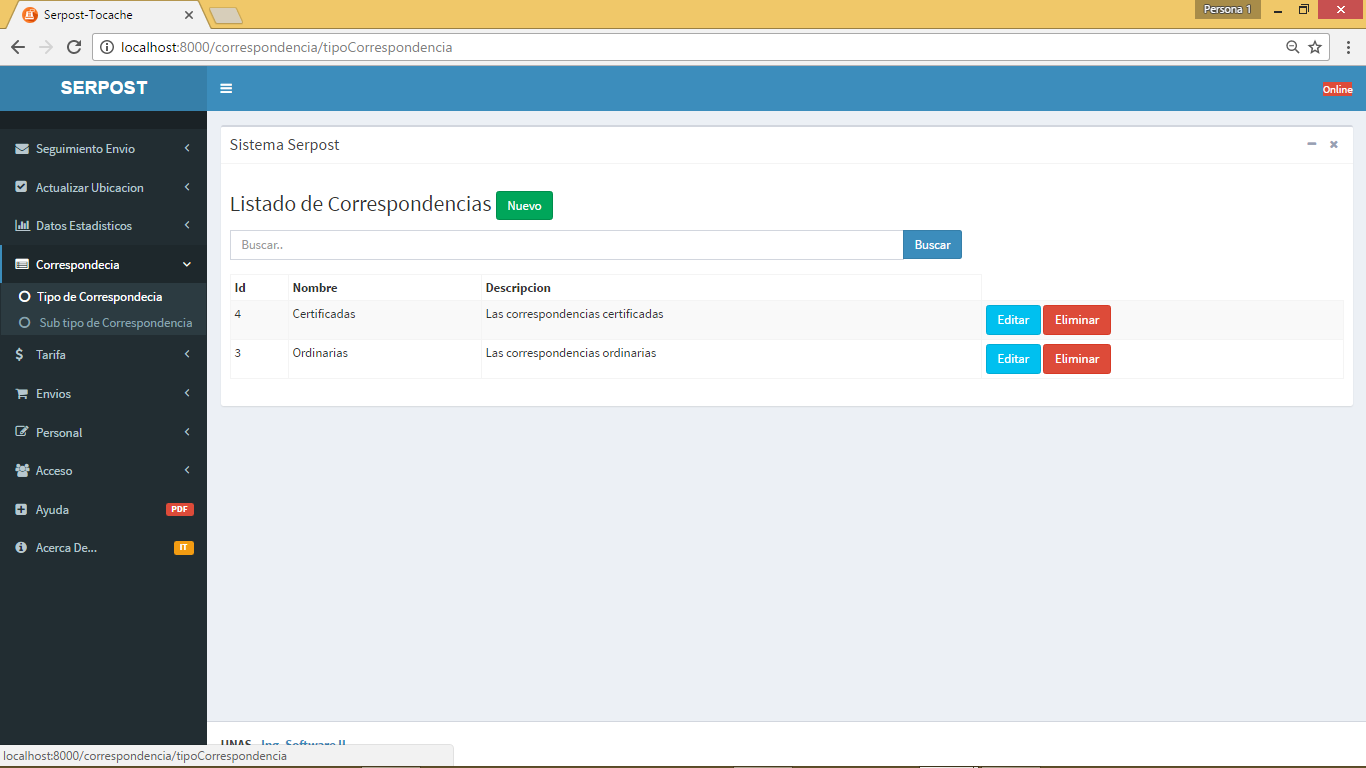 Serpost-Tocache
Persona 1
localhost:8000/correspondencia/tipoCorrespondencia
SERPOST
Online
Seguimiento Envio
Actualizar Ubicacion
Datos Estadisticos
Correspondecia
Tipo de Correspondecia
Sub tipo de Correspondencia
Tarifa
Envios
Personal
Acceso
Ayuda PDF
Acerca De... IT
Sistema Serpost
Listado de Correspondencias Nuevo
Buscar.. Buscar
Id Nombre Descripcion
4 Certificadas Las correspondencias certificadas Editar Eliminar
3 Ordinarias Las correspondencias ordinarias Editar Eliminar
UNAS Ing. Software II
localhost:8000/correspondencia/tipoCorrespondencia